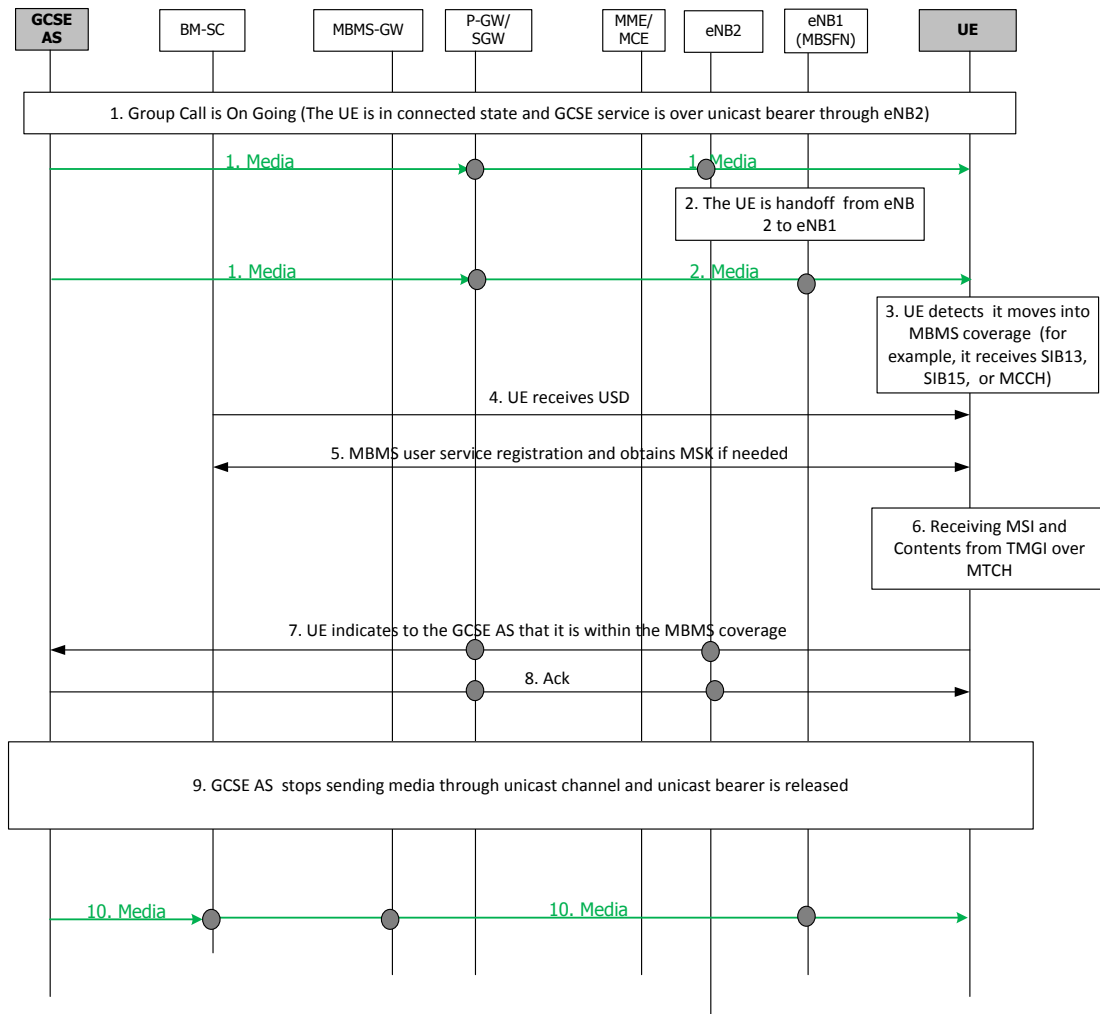 GCSE
AS
BM-SC
MBMS-GW
P-GW/
SGW
MME/
MCE
eNB2
eNB1
(MBSFN)
UE
1. Group Call is On Going (The UE is in connected state and GCSE service is over unicast bearer through eNB2)
1. Media
1. Media
2. The UE is handoff from eNB
2 to eNB1
1. Media
2. Media
3. UE detects it moves into
MBMS coverage (for
example, it receives SIB13,
SIB15, or MCCH)
4. UE receives USD
5. MBMS user service registration and obtains MSK if needed
6. Receiving MSI and
Contents from TMGI over
MTCH
7. UE indicates to the GCSE AS that it is within the MBMS coverage
8. Ack
9. GCSE AS stops sending media through unicast channel and unicast bearer is released
10. Media
10. Media